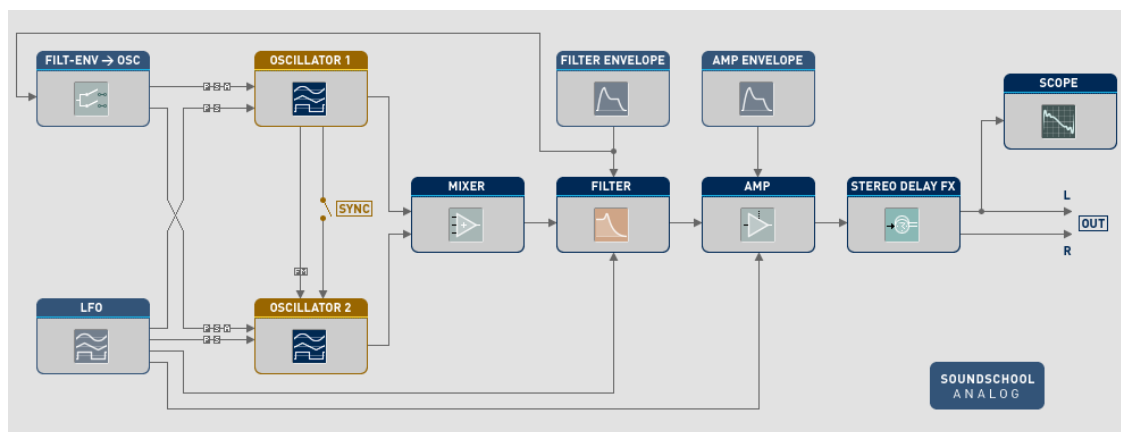 FILT-ENV → OSC
OSCILLATOR 1
FILTER ENVELOPE
AMP ENVELOPE
SCOPE
SYNC
MIXER
FILTER
AMP
STEREO DELAY FX
L
OUT
R
LFO
OSCILLATOR 2
SOUNDSCHOOL
ANALOG